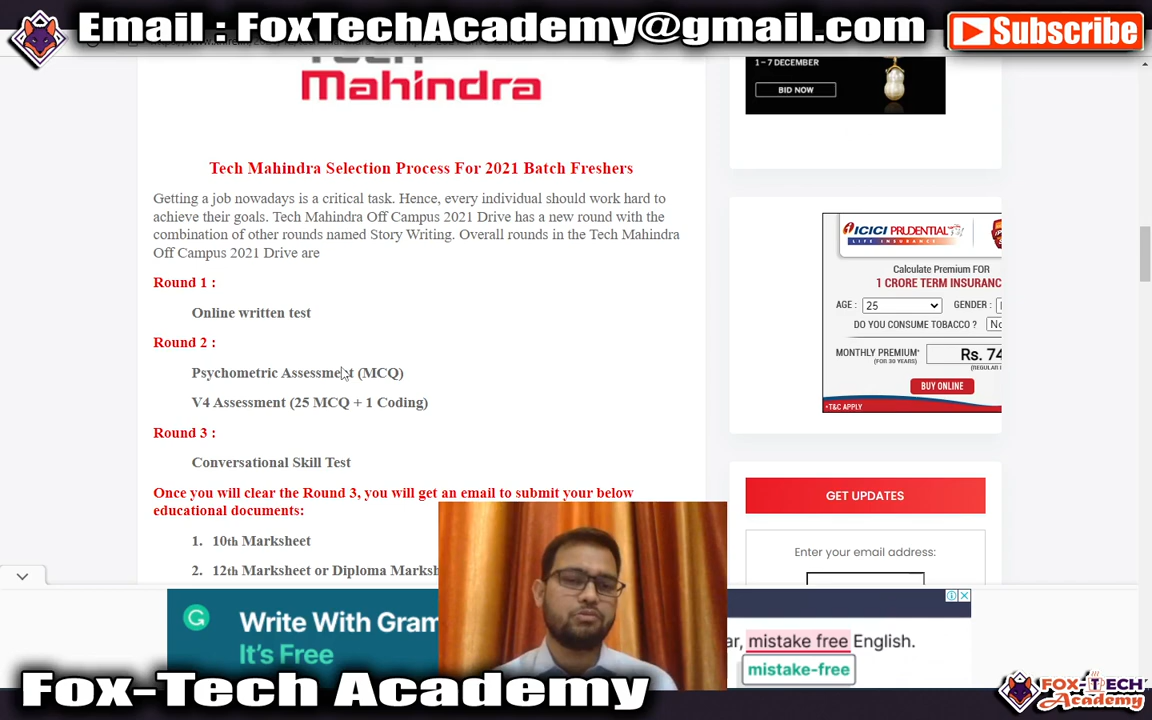 Email : FoxTechAcademy@gmail.com
Subscribe
Mahindra
1-7 DECEMBER
BID NOW
Tech Mahindra Selection Process For 2021 Batch Freshers
Getting a job nowadays is a critical task. Hence, every individual should work hard to
achieve their goals. Tech Mahindra Off Campus 2021 Drive has a new round with the
combination of other rounds named Story Writing. Overall rounds in the Tech Mahindra
Off Campus 2021 Drive are
Round 1 :
Online written test
Round 2 :
Psychometric Assessment (MCQ)
V4 Assessment (25 MCQ + 1 Coding)
Round 3 :
Conversational Skill Test
Once you will clear the Round 3, you will get an email to submit your below
educational documents:
1. 10th Marksheet
2. 12th Marksheet or Diploma Marksh
ICICI PRUDENTIAL
LIFE INSURANCE
Calculate Premium FOR
1 CRORE TERM INSURANC
AGE : 25 GENDER :
DO YOU CONSUME TOBACCO ? No
MONTHLY PREMIUM* Rs. 74
(FOR 30 YEARS)
BUY ONLINE
*T&C APPLY
GET UPDATES
Enter your email address:
Write With Gram
It's Free
ar, mistake free English.
mistake-free
Fox-Tech Academy
FOX-TECH
Academy